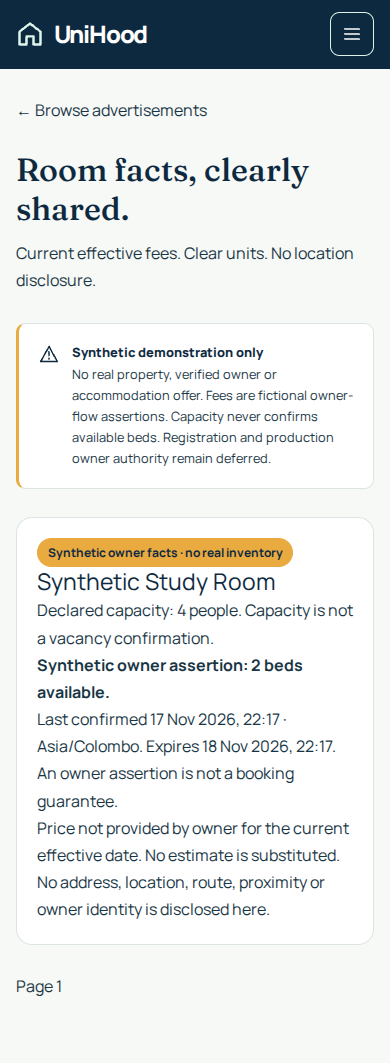 UniHood
← Browse advertisements
Room facts, clearly
shared.
Current effective fees. Clear units. No location
disclosure.
Synthetic demonstration only
No real property, verified owner or
accommodation offer. Fees are fictional owner-
flow assertions. Capacity never confirms
available beds. Registration and production
owner authority remain deferred.
Synthetic owner facts · no real inventory
Synthetic Study Room
Declared capacity: 4 people. Capacity is not
a vacancy confirmation.
Synthetic owner assertion: 2 beds
available.
Last confirmed 17 Nov 2026, 22:17 ·
Asia/Colombo. Expires 18 Nov 2026, 22:17.
An owner assertion is not a booking
guarantee.
Price not provided by owner for the current
effective date. No estimate is substituted.
No address, location, route, proximity or
owner identity is disclosed here.
Page 1